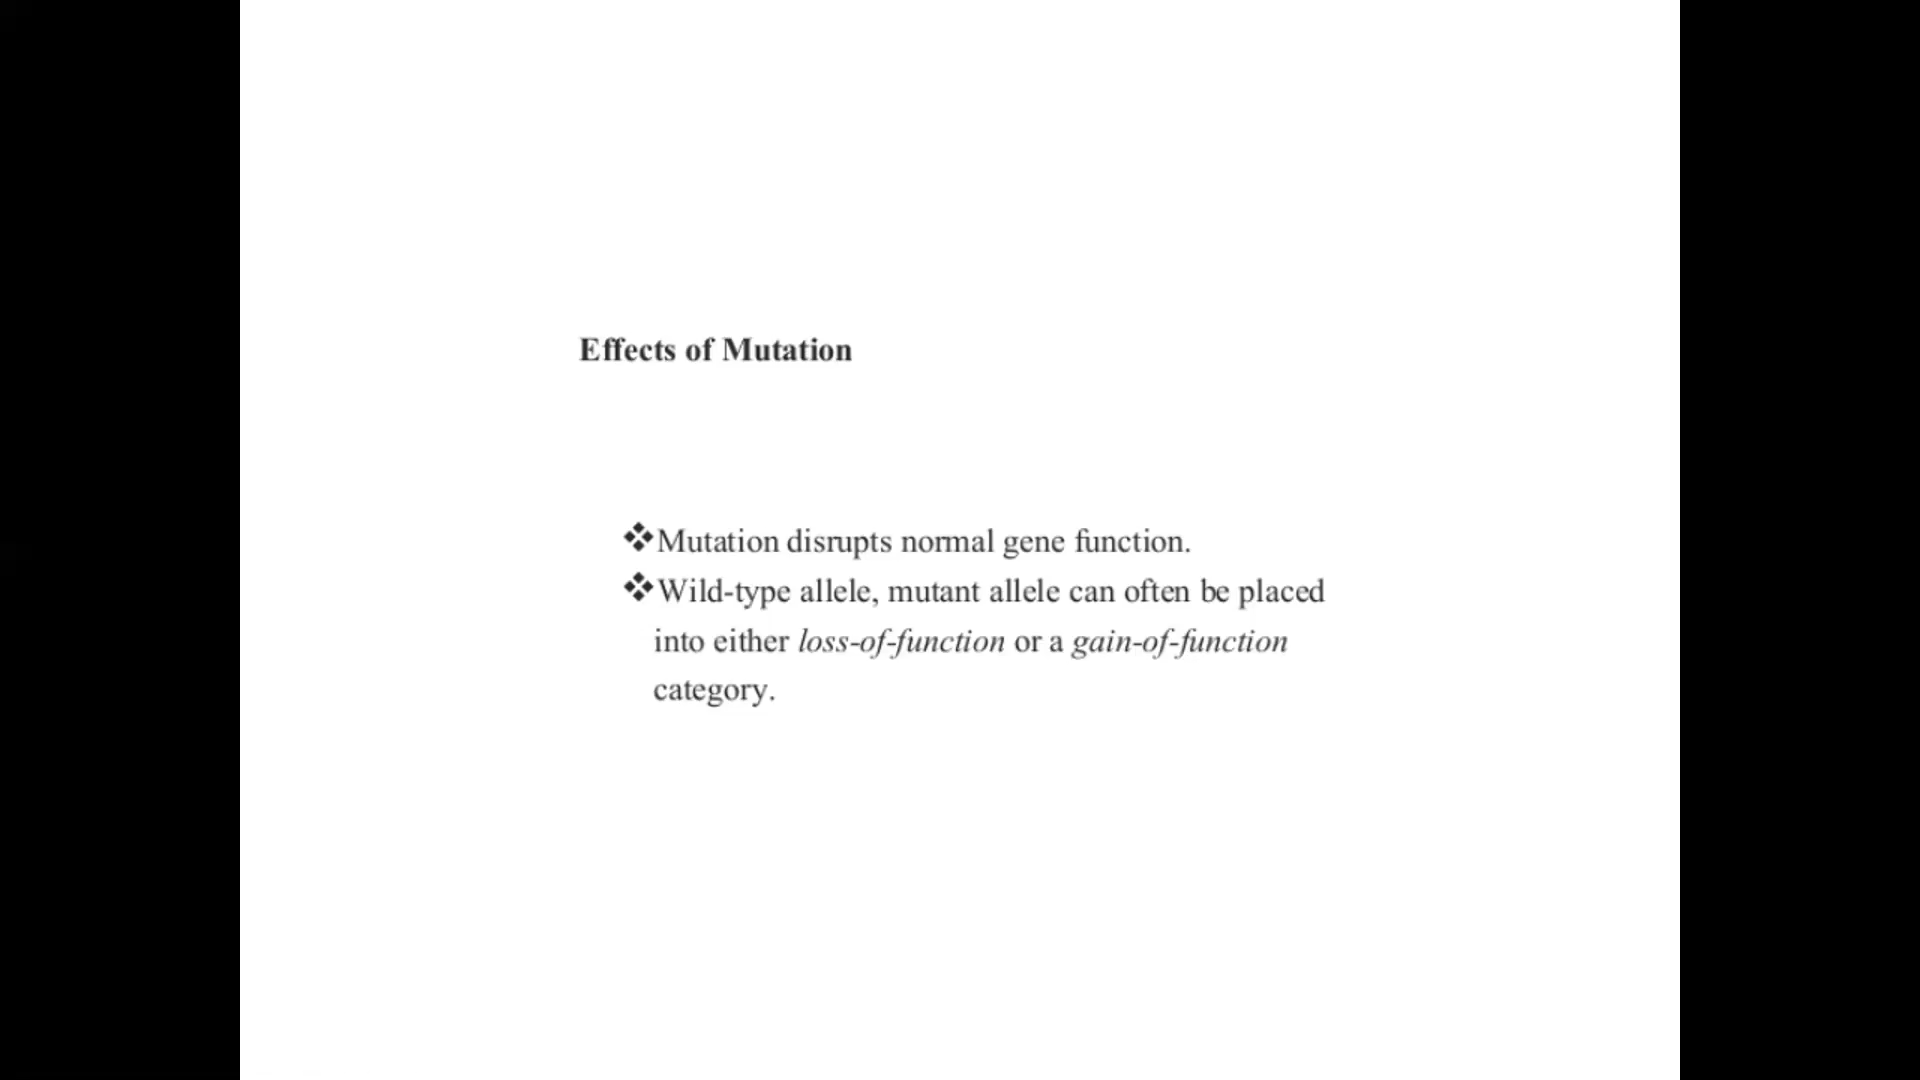 Effects of Mutation
❖Mutation disrupts normal gene function.
❖Wild-type allele, mutant allele can often be placed
into either loss-of-function or a gain-of-function
category.